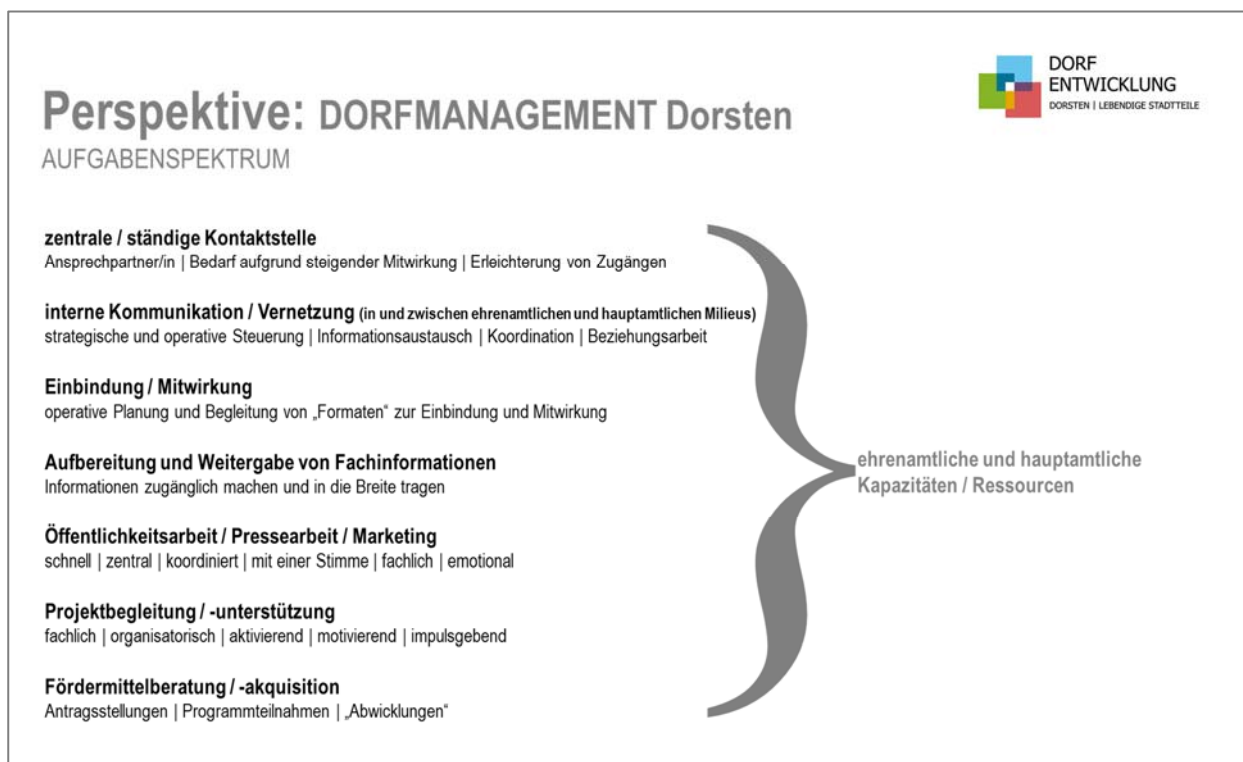 Perspektive: DORFMANAGEMENT Dorsten
AUFGABENSPEKTRUM
DORF
ENTWICKLUNG
DORSTEN | LEBENDIGE STADTTEILE
zentrale / ständige Kontaktstelle
Ansprechpartner/in | Bedarf aufgrund steigender Mitwirkung | Erleichterung von Zugängen
interne Kommunikation / Vernetzung (in und zwischen ehrenamtlichen und hauptamtlichen Milieus)
strategische und operative Steuerung | Informationsaustausch | Koordination | Beziehungsarbeit
Einbindung / Mitwirkung
operative Planung und Begleitung von „Formaten“ zur Einbindung und Mitwirkung
Aufbereitung und Weitergabe von Fachinformationen
Informationen zugänglich machen und in die Breite tragen
Öffentlichkeitsarbeit / Pressearbeit / Marketing
schnell | zentral | koordiniert | mit einer Stimme | fachlich | emotional
Projektbegleitung / -unterstützung
fachlich | organisatorisch | aktivierend | motivierend | impulsgebend
Fördermittelberatung / -akquisition
Antragsstellungen | Programmteilnahmen | „Abwicklungen“
ehrenamtliche und hauptamtliche
Kapazitäten / Ressourcen